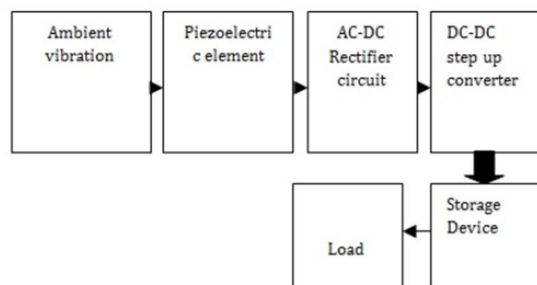 Ambient
vibration
Piezoelectri
c element
AC-DC
Rectifier
circuit
DC-DC
step up
converter
Storage
Device
Load